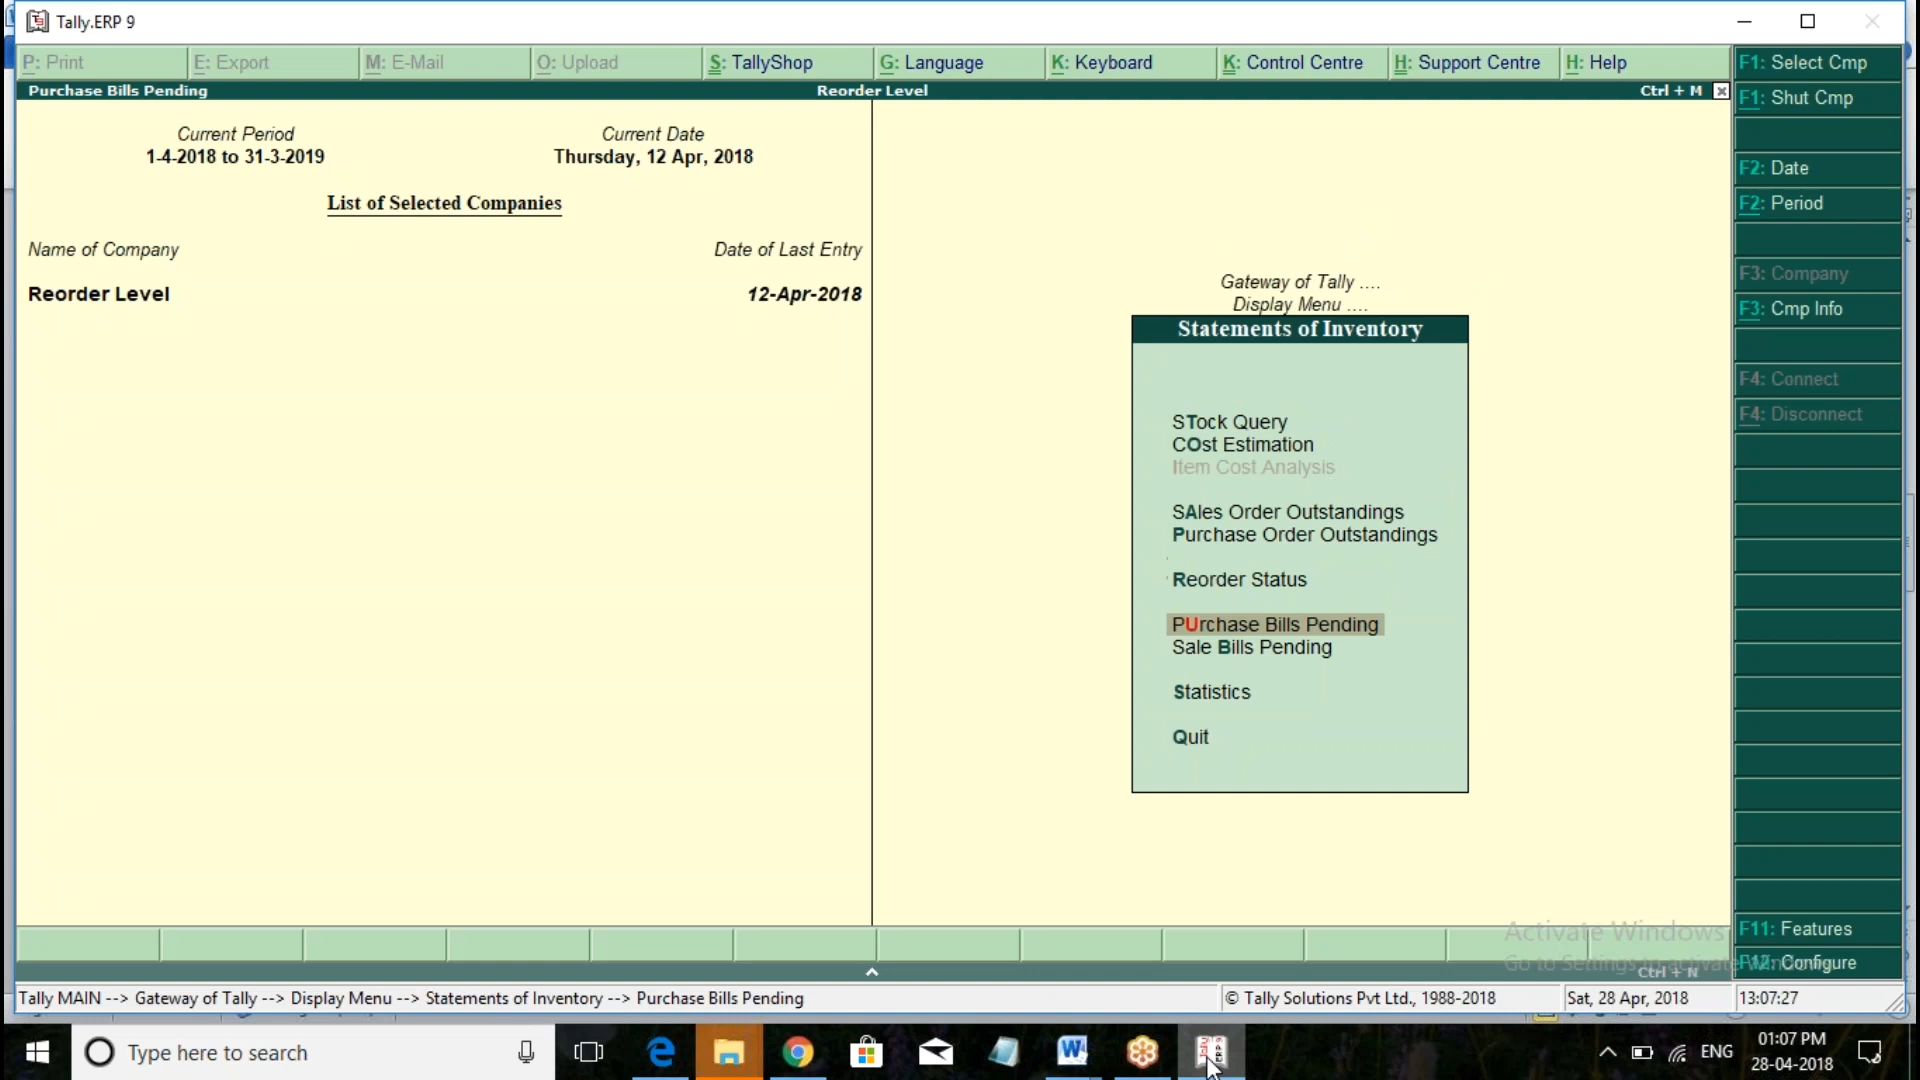 Tally.ERP 9
P: Print
E: Export
M: E-Mail
O: Upload
S: TallyShop
G: Language
K: Keyboard
K: Control Centre
H: Support Centre
H: Help
Purchase Bills Pending
Reorder Level
Ctrl + M
Current Period
1-4-2018 to 31-3-2019
Current Date
Thursday, 12 Apr, 2018
List of Selected Companies
Name of Company
Date of Last Entry
Reorder Level
12-Apr-2018
Gateway of Tally ....
Display Menu ....
Statements of Inventory
STock Query
COst Estimation
Item Cost Analysis
SAles Order Outstandings
Purchase Order Outstandings
Reorder Status
PUrchase Bills Pending
Sale Bills Pending
Statistics
Quit
F1: Select Cmp
F1: Shut Cmp
F2: Date
F2: Period
F3: Company
F3: Cmp Info
F4: Connect
F4: Disconnect
F11: Features
F12: Configure
Activate Windows
Go to Settings to activate
Ctrl + N
Tally MAIN --> Gateway of Tally --> Display Menu --> Statements of Inventory --> Purchase Bills Pending
© Tally Solutions Pvt Ltd., 1988-2018
Sat, 28 Apr, 2018
13:07:27
Type here to search
ENG
01:07 PM
28-04-2018